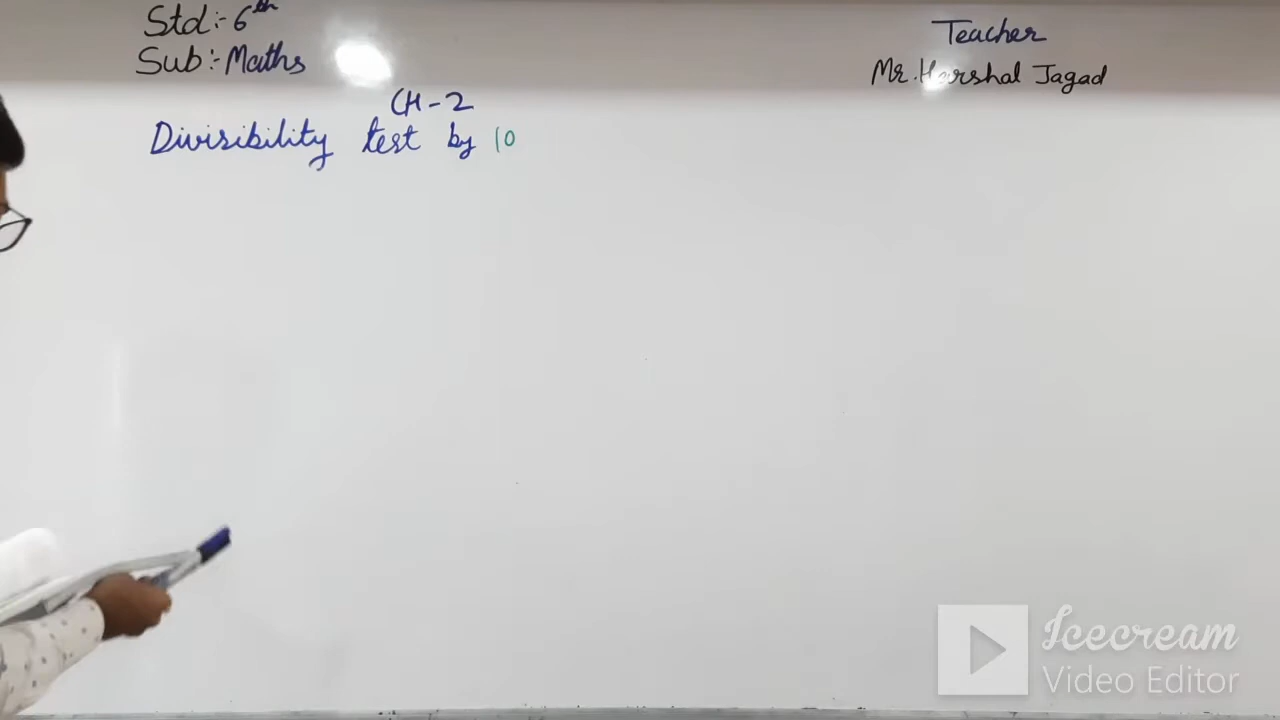 Std:- 6th
Sub:- Maths
Teacher
Mr. Harshal Jagad
CH-2
Divisibility test by 10
Icecream
Video Editor